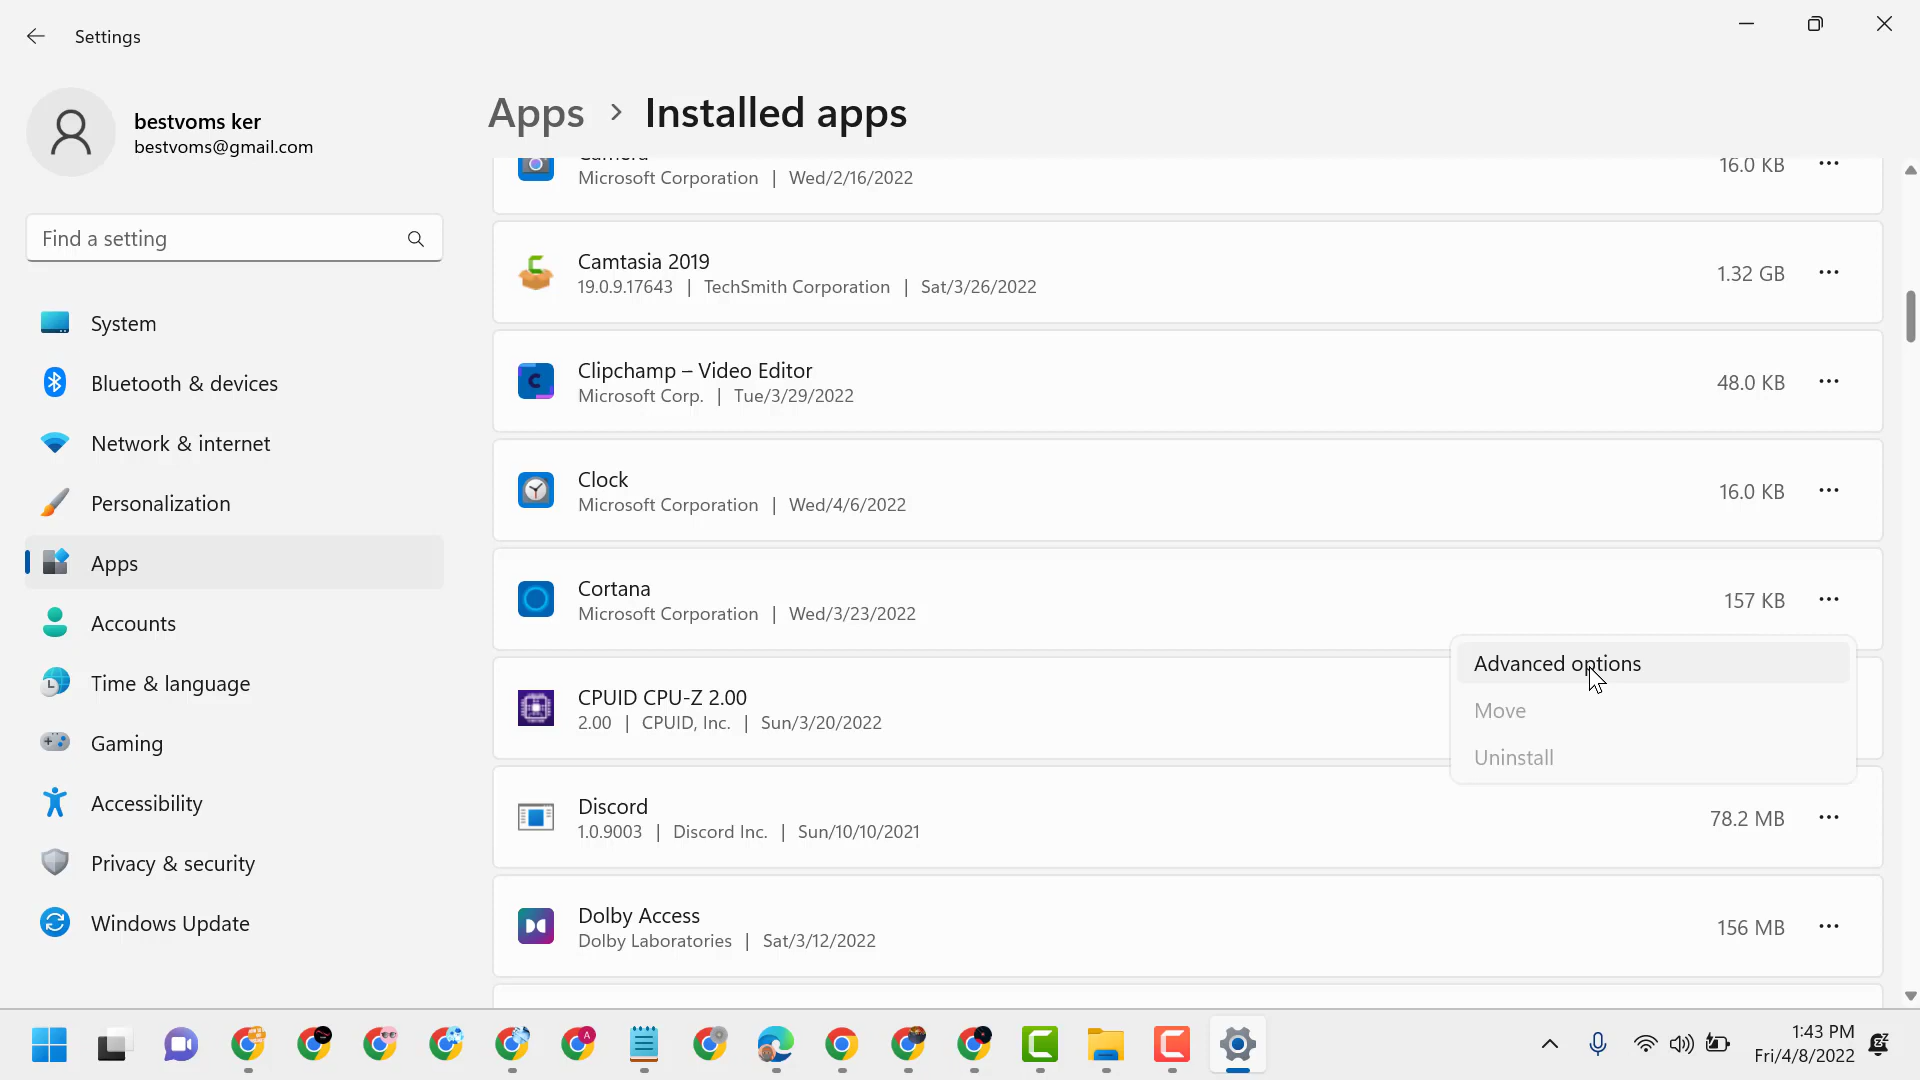 Settings
bestvoms ker
bestvoms@gmail.com
Find a setting
System
Bluetooth & devices
Network & internet
Personalization
Apps
Accounts
Time & language
Gaming
Accessibility
Privacy & security
Windows Update
Apps > Installed apps
Camera
Microsoft Corporation | Wed/2/16/2022
16.0 KB
Camtasia 2019
19.0.9.17643 | TechSmith Corporation | Sat/3/26/2022
1.32 GB
Clipchamp – Video Editor
Microsoft Corp. | Tue/3/29/2022
48.0 KB
Clock
Microsoft Corporation | Wed/4/6/2022
16.0 KB
Cortana
Microsoft Corporation | Wed/3/23/2022
157 KB
Advanced options
Move
Uninstall
CPUID CPU-Z 2.00
2.00 | CPUID, Inc. | Sun/3/20/2022
Discord
1.0.9003 | Discord Inc. | Sun/10/10/2021
78.2 MB
Dolby Access
Dolby Laboratories | Sat/3/12/2022
156 MB
1:43 PM
Fri/4/8/2022